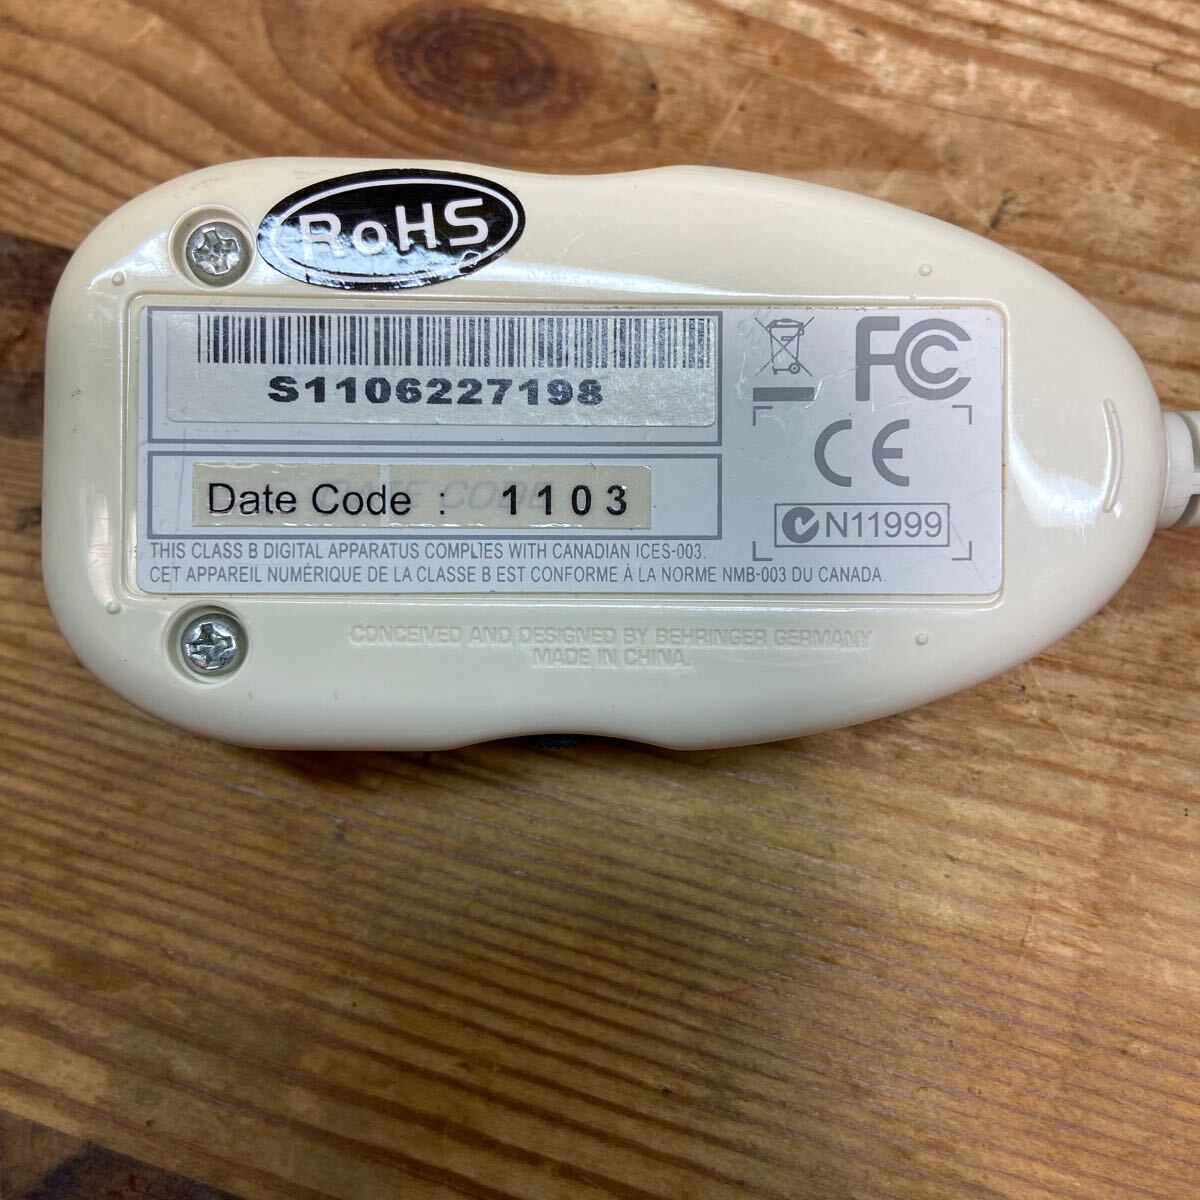 RoHS
S1106227198
FC
CE
N11999
Date Code : 1103
THIS CLASS B DIGITAL APPARATUS COMPLIES WITH CANADIAN ICES-003.
CET APPAREIL NUMÉRIQUE DE LA CLASSE B EST CONFORME À LA NORME NMB-003 DU CANADA.
CONCEIVED AND DESIGNED BY BEHRINGER GERMANY
MADE IN CHINA.